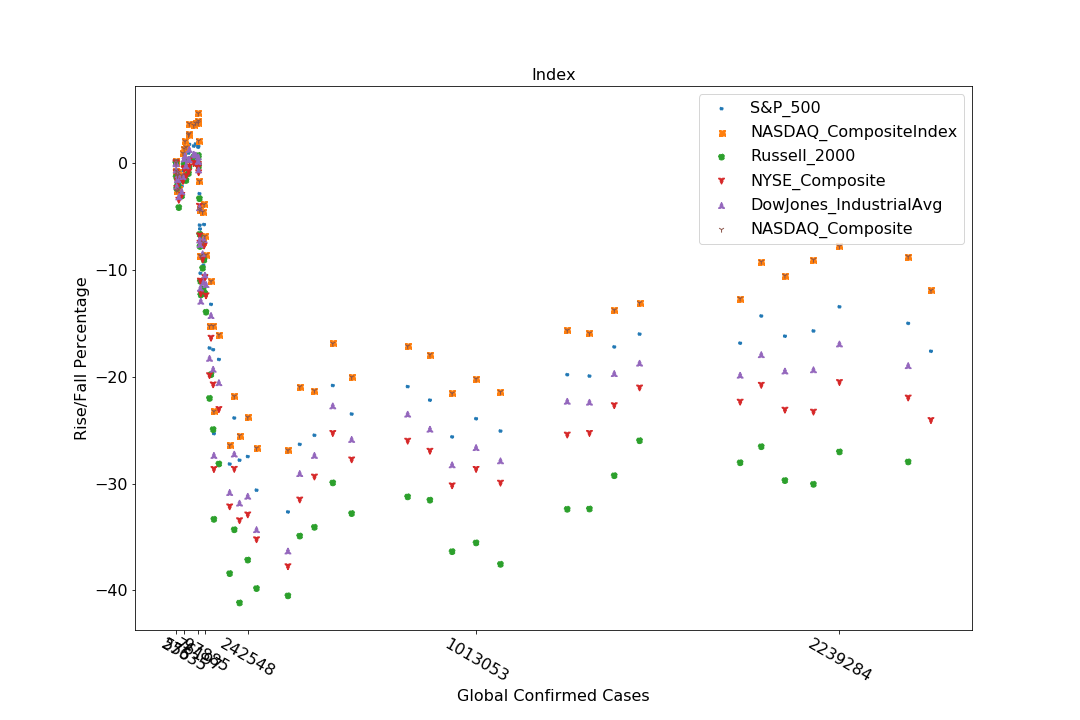 Index
S&P_500
NASDAQ_CompositeIndex
Russell_2000
NYSE_Composite
DowJones_IndustrialAvg
NASDAQ_Composite
Rise/Fall Percentage
0
−10
−20
−30
−40
242548
1013053
2239284
Global Confirmed Cases